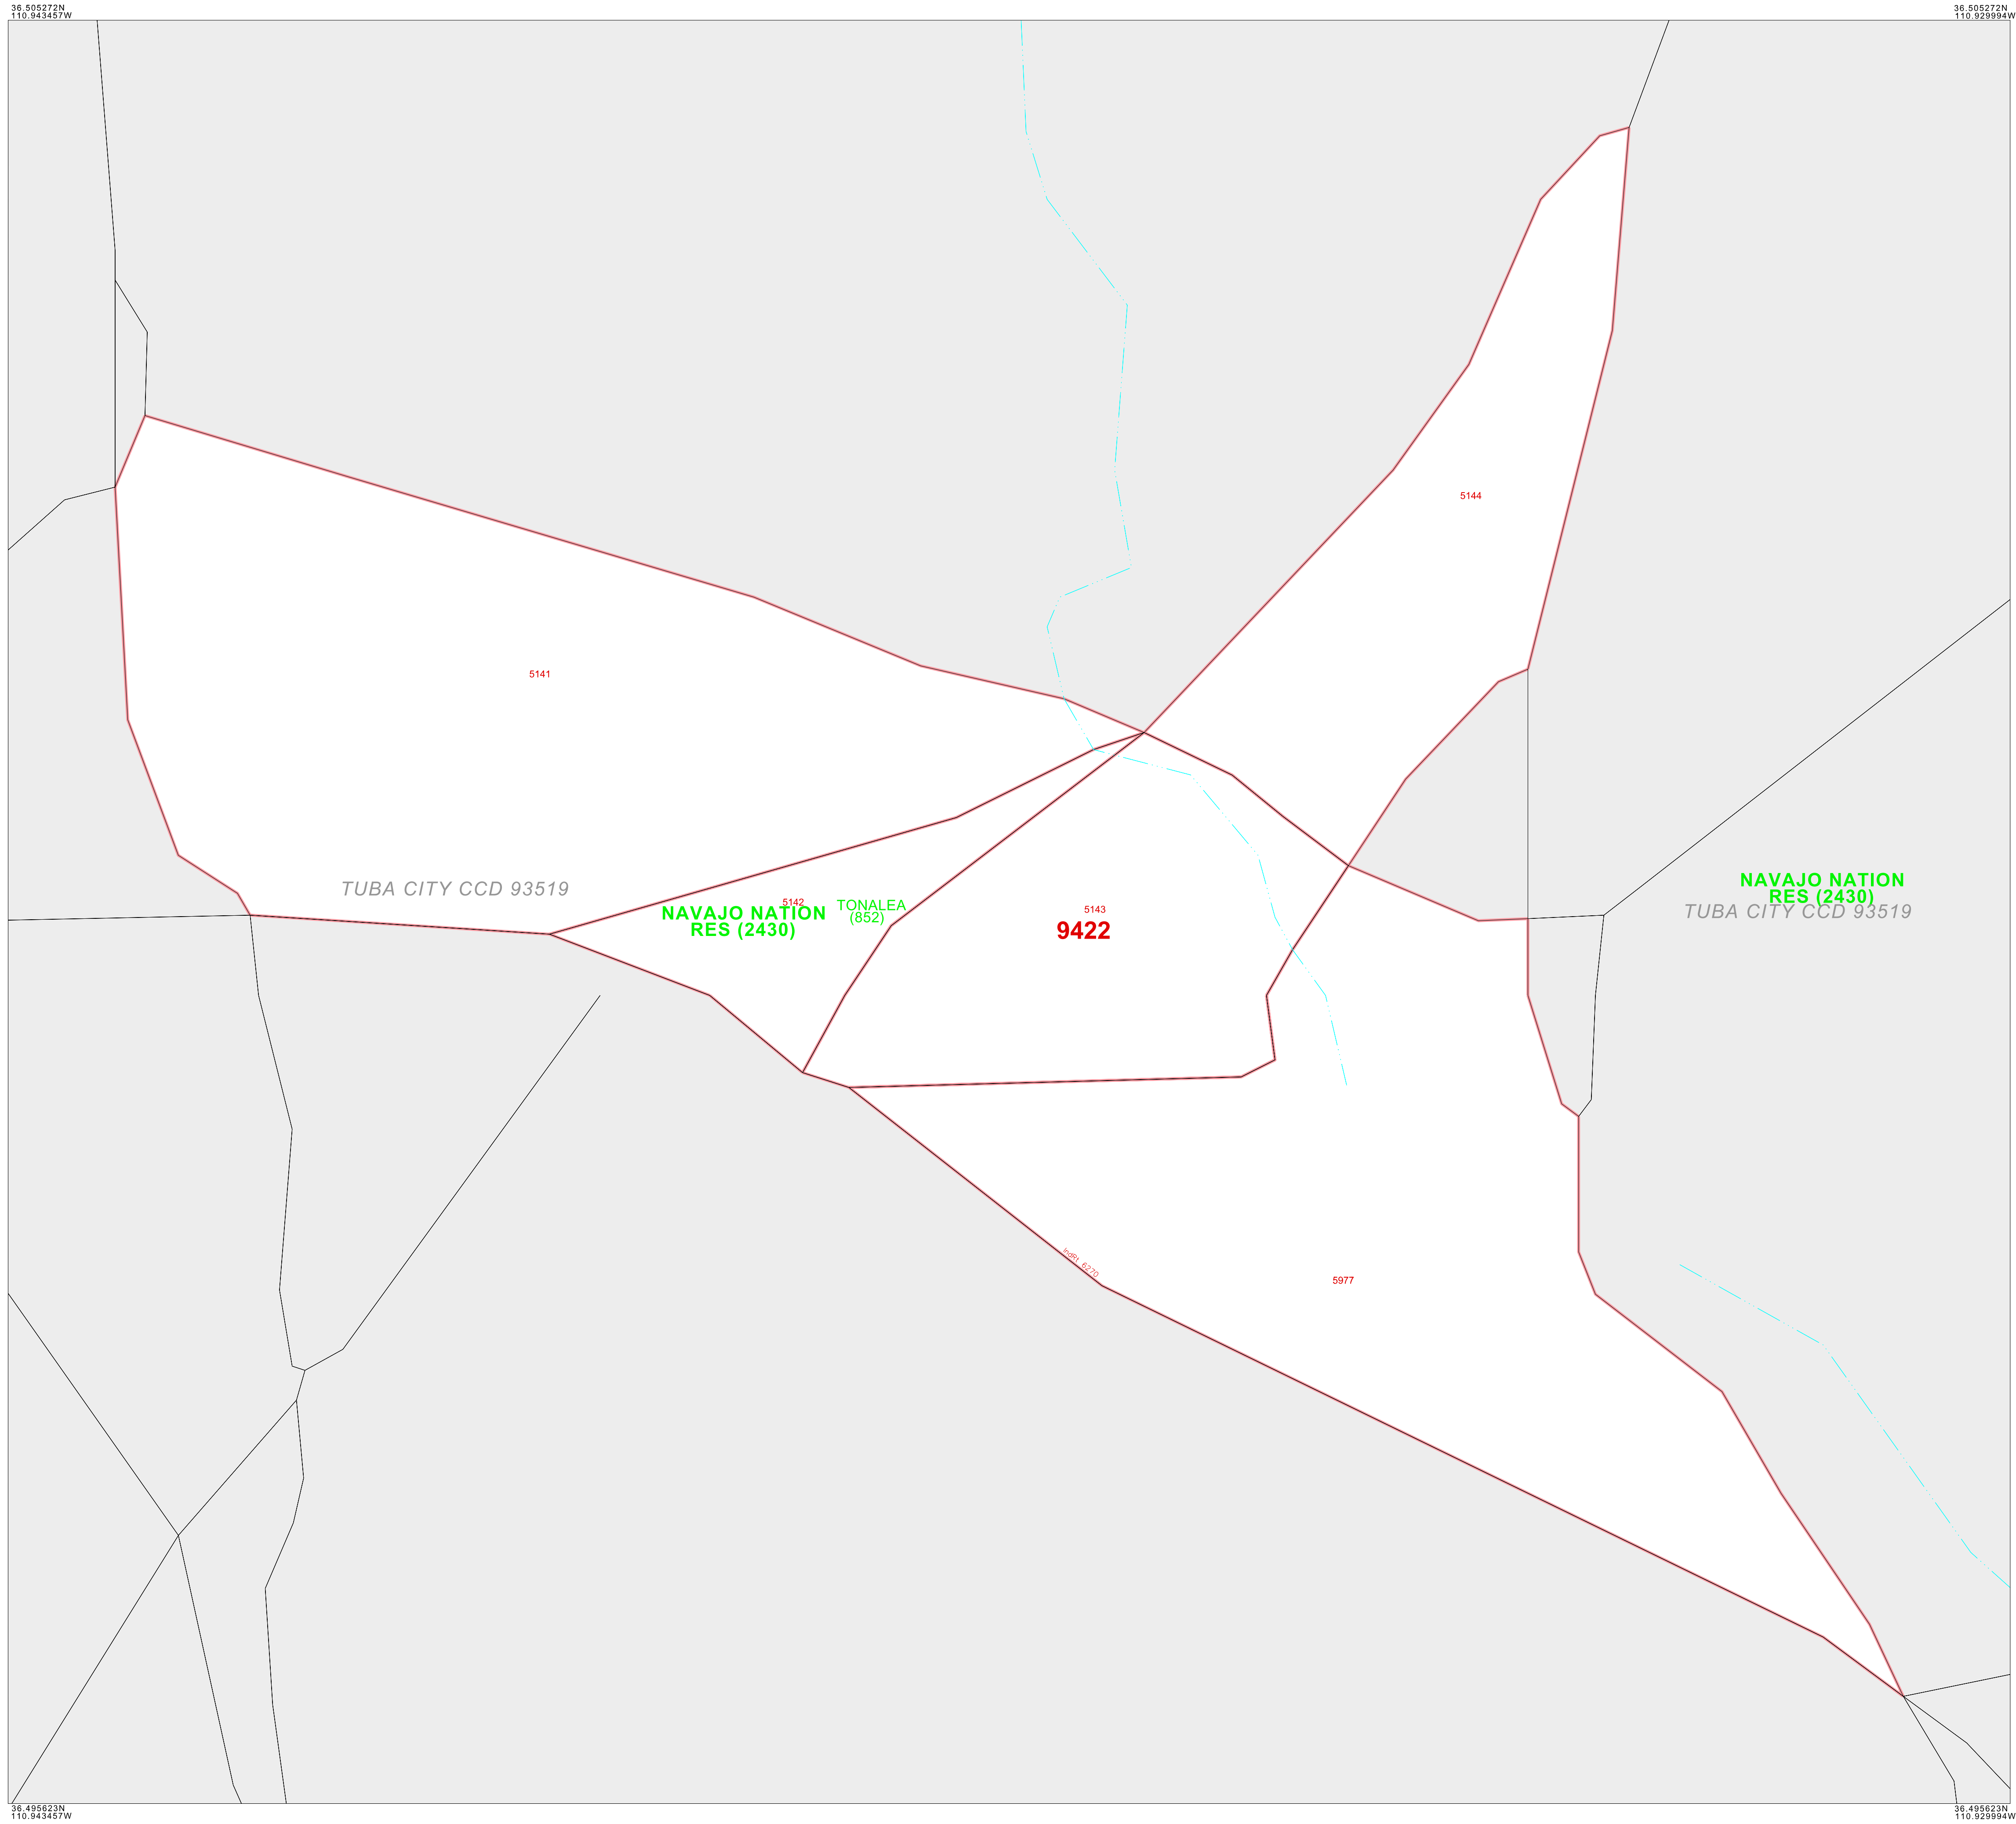 36.505272N
110.943457W
36.505272N
110.929994W
5144
5141
NAVAJO NATION
RES (2430)
TUBA CITY CCD 93519
TUBA CITY CCD 93519
5142
TONALEA
(852)
NAVAJO NATION
RES (2430)
5143
9422
IndRt 6270
5977
36.495623N
110.943457W
36.495623N
110.929994W